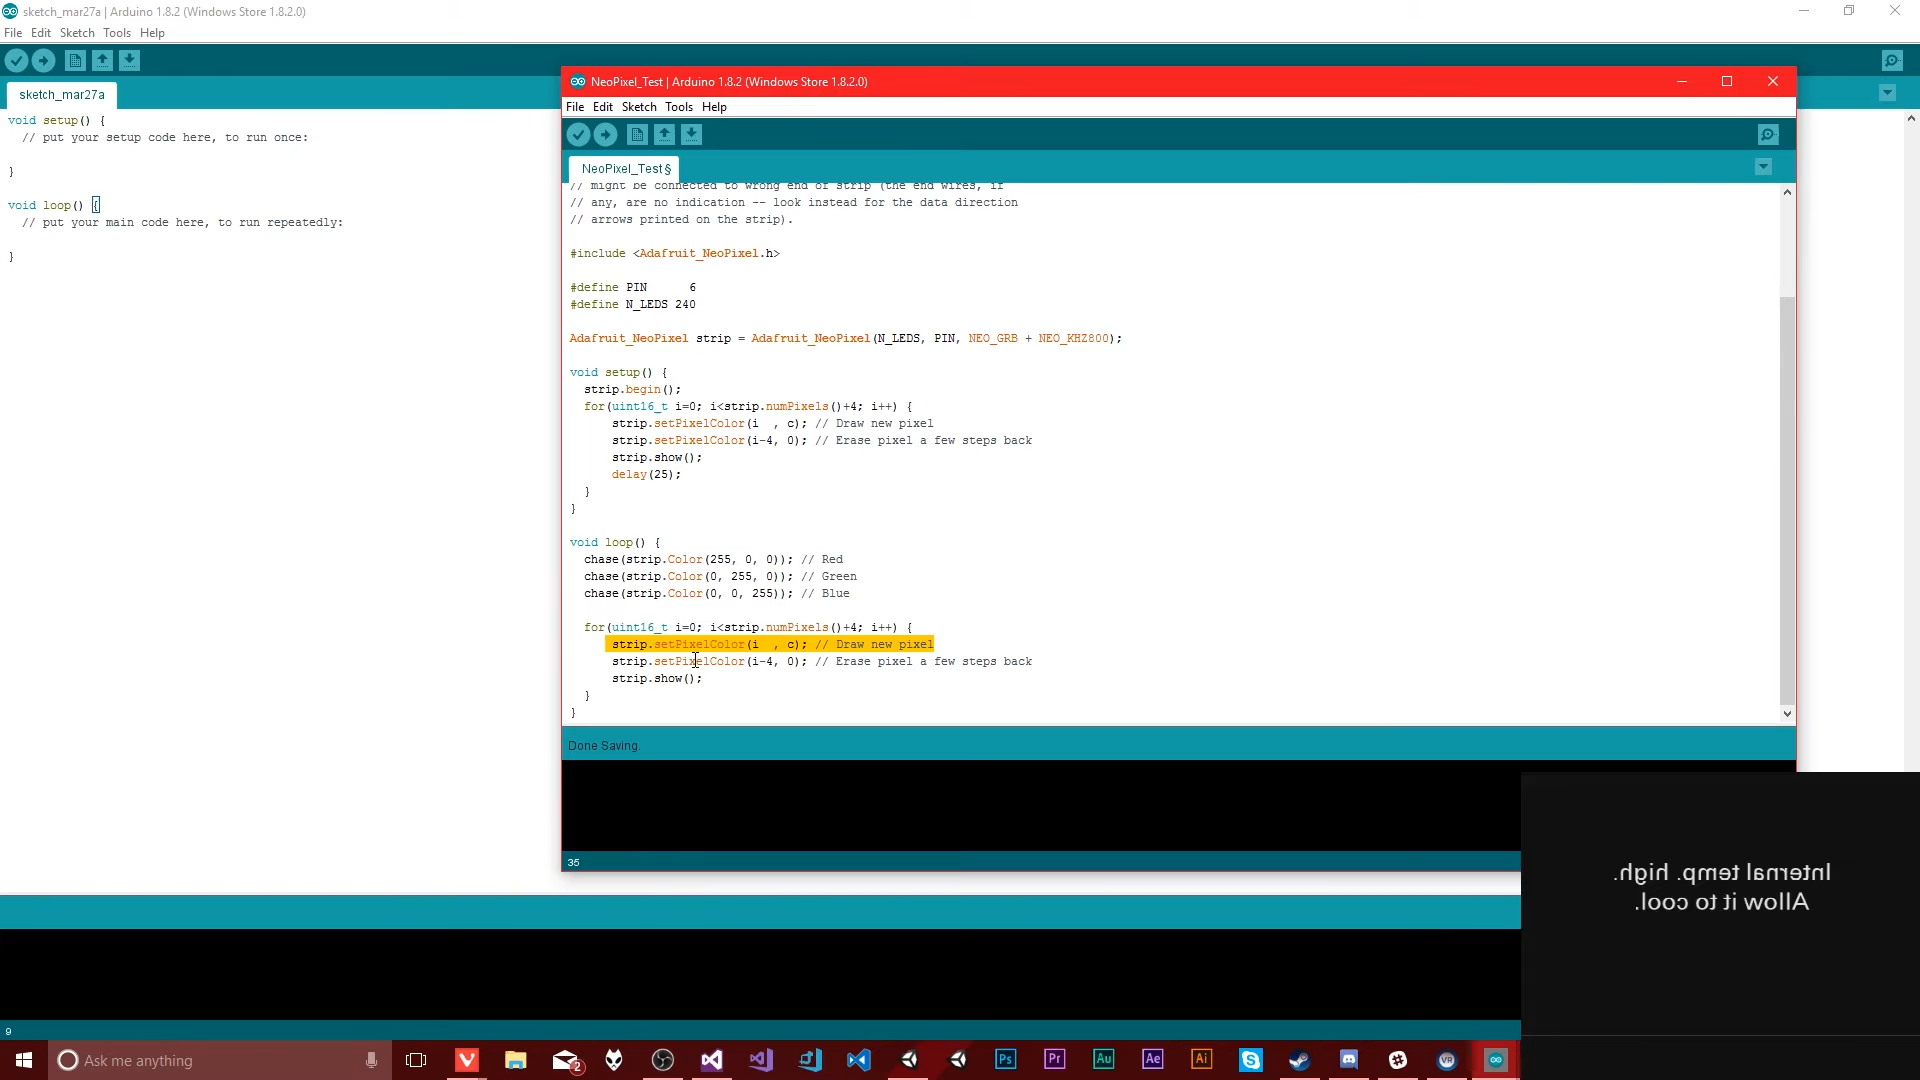 sketch_mar27a | Arduino 1.8.2 (Windows Store 1.8.2.0)
File Edit Sketch Tools Help
sketch_mar27a
void setup() {
// put your setup code here, to run once:
}
void loop() {
// put your main code here, to run repeatedly:
}
NeoPixel_Test | Arduino 1.8.2 (Windows Store 1.8.2.0)
File Edit Sketch Tools Help
NeoPixel_Test §
// might be connected to wrong end of strip (the end wires, if
// any, are no indication -- look instead for the data direction
// arrows printed on the strip).
#include <Adafruit_NeoPixel.h>
#define PIN      6
#define N_LEDS 240
Adafruit_NeoPixel strip = Adafruit_NeoPixel(N_LEDS, PIN, NEO_GRB + NEO_KHZ800);
void setup() {
strip.begin();
for(uint16_t i=0; i<strip.numPixels()+4; i++) {
strip.setPixelColor(i  , c); // Draw new pixel
strip.setPixelColor(i-4, 0); // Erase pixel a few steps back
strip.show();
delay(25);
}
}
void loop() {
chase(strip.Color(255, 0, 0)); // Red
chase(strip.Color(0, 255, 0)); // Green
chase(strip.Color(0, 0, 255)); // Blue
for(uint16_t i=0; i<strip.numPixels()+4; i++) {
strip.setPixelColor(i  , c); // Draw new pixel
strip.setPixelColor(i-4, 0); // Erase pixel a few steps back
strip.show();
}
}
Done Saving.
35
Internal temp. high.
Allow it to cool.
9
Ask me anything
2
Ps
Pr
Au
Ae
Ai
VR